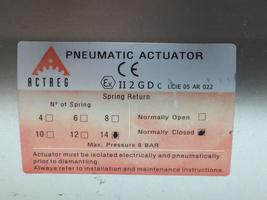 ACTREG
PNEUMATIC ACTUATOR
CE
Ex II 2 G D c LCIE 05 AR 022
Spring Return
Nº of Spring
4 6 8 Normally Open
10 12 14 Normally Closed
Max. Pressure 8 BAR
Actuator must be isolated electrically and pneumatically
prior to dismantling.
Always refer to installation and maintenance instructions.